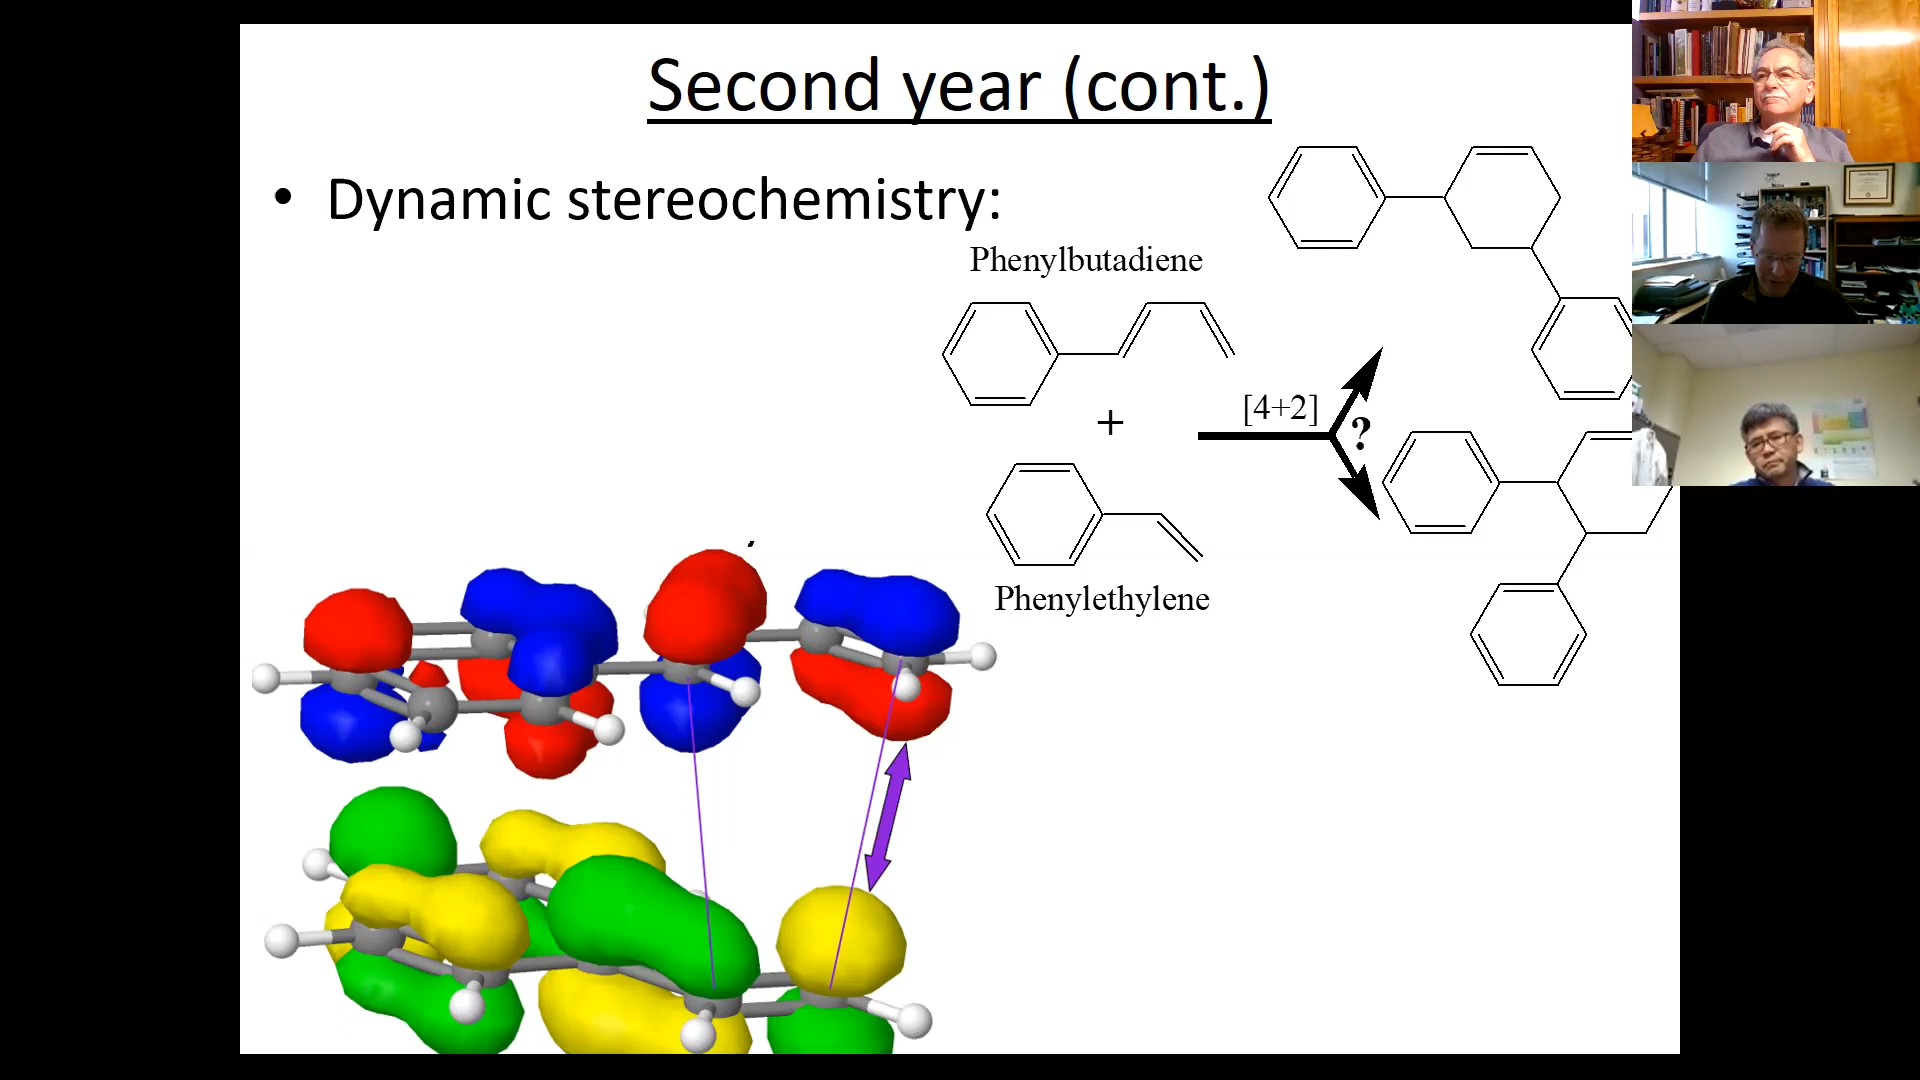 Second year (cont.)
• Dynamic stereochemistry:
Phenylbutadiene
+
[4+2]
?
Phenylethylene